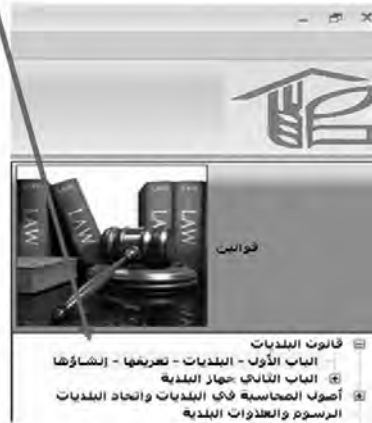 LAW
LAW
LAW
LAW
قوانين
قانون البلديات
الباب الأول - البلديات - تعريفها - إنشاؤها
الباب الثاني جهاز البلدية
أصول المحاسبة في البلديات واتحاد البلديات
الرسوم والعلاوات البلدية